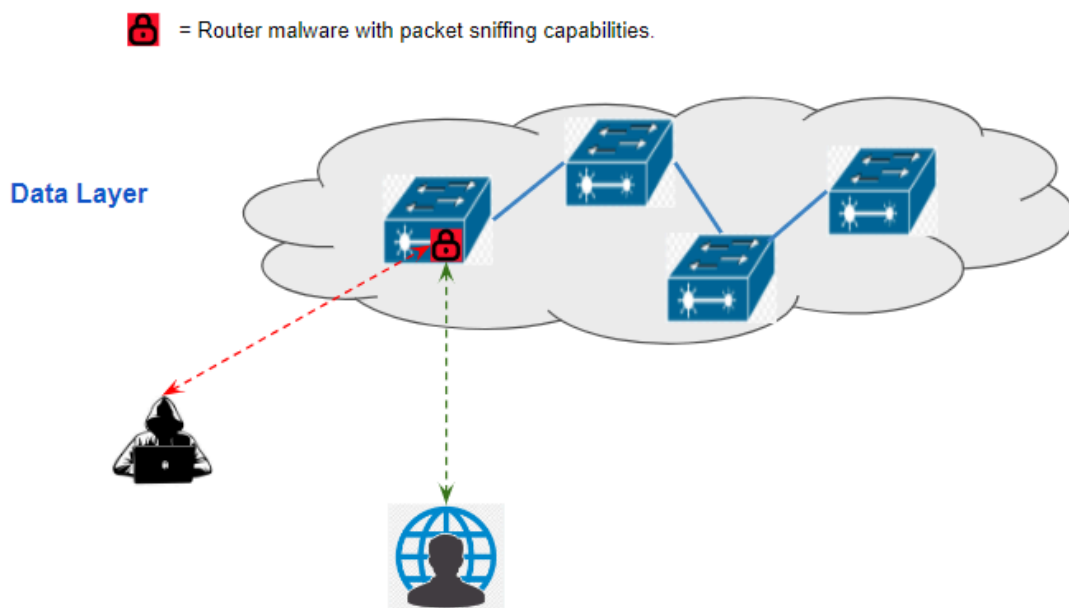 = Router malware with packet sniffing capabilities.
Data Layer